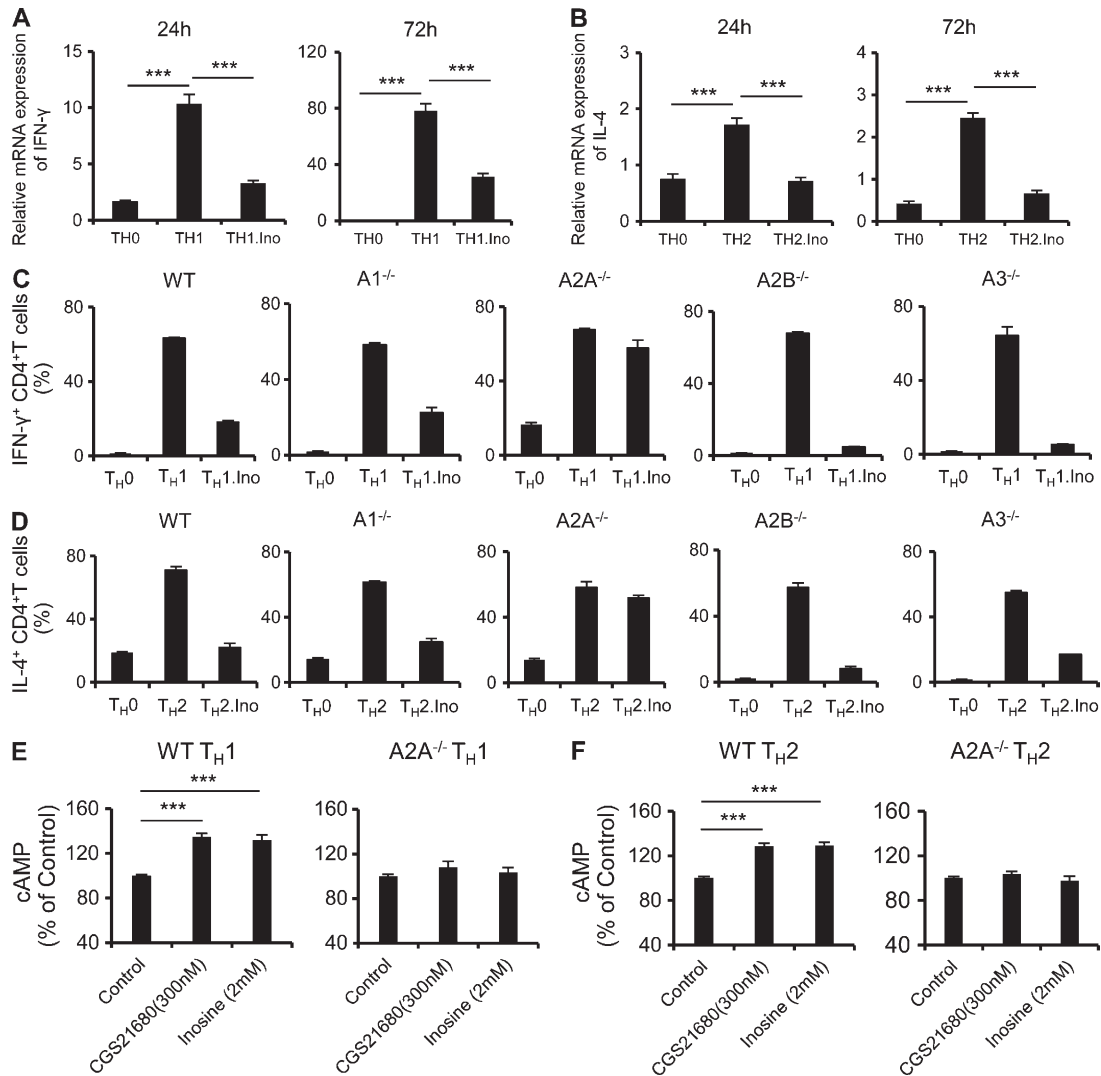 A
24h
72h
Relative mRNA expression
of IFN-γ
15
10
5
0
TH0 TH1 TH1.Ino
***
***
120
80
40
0
TH0 TH1 TH1.Ino
***
***
B
24h
72h
Relative mRNA expression
of IL-4
3
2
1
0
TH0 TH2 TH2.Ino
***
***
4
3
2
1
0
TH0 TH2 TH2.Ino
***
***
C
WT
A1-/-
A2A-/-
A2B-/-
A3-/-
IFN-γ+ CD4+T cells
(%)
80
40
0
TH0 TH1 TH1.Ino
80
40
0
TH0 TH1 TH1.Ino
80
40
0
TH0 TH1 TH1.Ino
80
40
0
TH0 TH1 TH1.Ino
80
40
0
TH0 TH1 TH1.Ino
D
WT
A1-/-
A2A-/-
A2B-/-
A3-/-
IL-4+ CD4+T cells
(%)
80
40
0
TH0 TH2 TH2.Ino
80
40
0
TH0 TH2 TH2.Ino
80
40
0
TH0 TH2 TH2.Ino
80
40
0
TH0 TH2 TH2.Ino
80
40
0
TH0 TH2 TH2.Ino
E
WT TH1
A2A-/- TH1
cAMP
(% of Control)
160
120
100
80
40
***
***
Control
CGS21680(300nM)
Inosine (2mM)
160
120
100
80
40
Control
CGS21680(300nM)
Inosine (2mM)
F
WT TH2
A2A-/- TH2
cAMP
(% of Control)
160
120
100
80
40
***
***
Control
CGS21680(300nM)
Inosine (2mM)
160
120
100
80
40
Control
CGS21680(300nM)
Inosine (2mM)